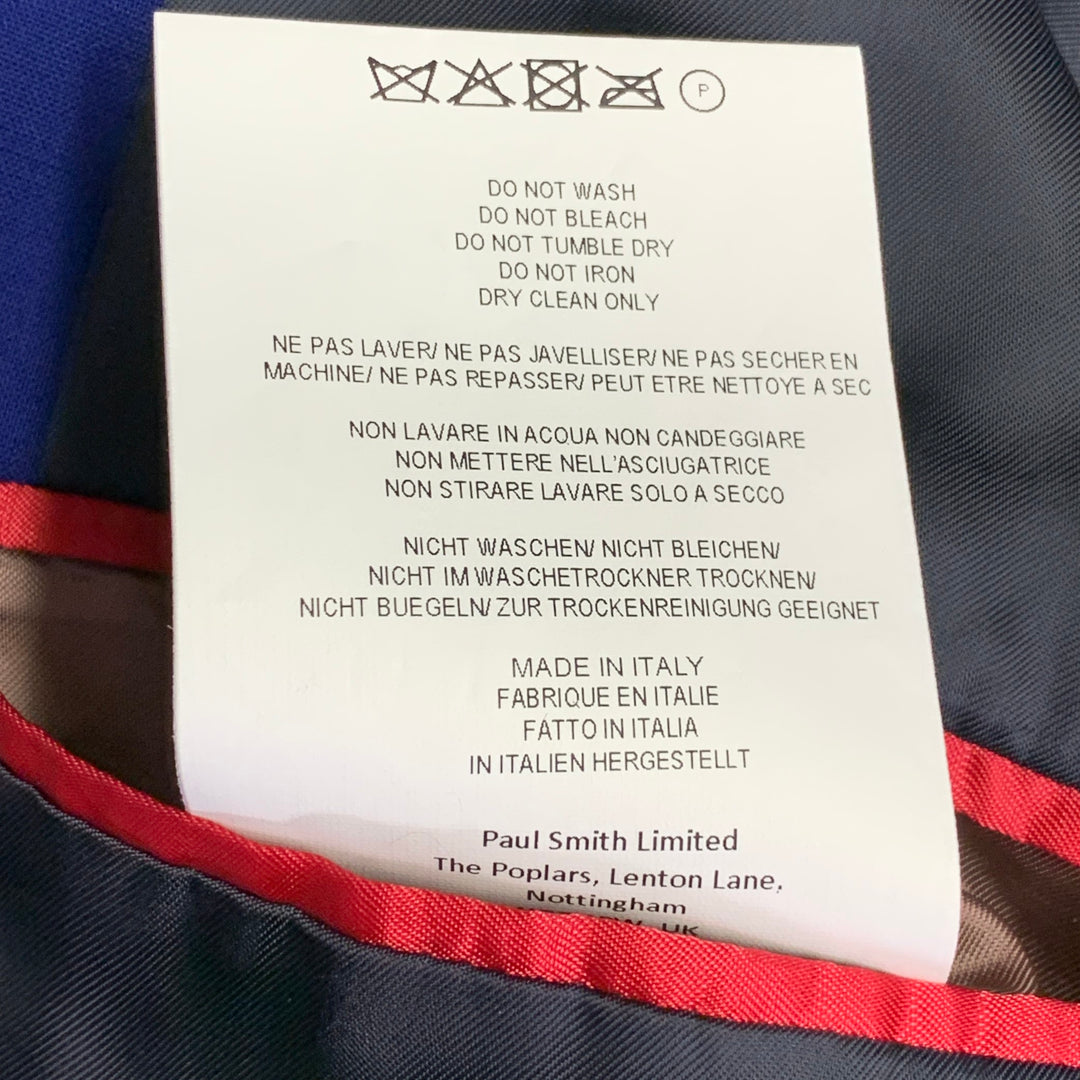 P
DO NOT WASH
DO NOT BLEACH
DO NOT TUMBLE DRY
DO NOT IRON
DRY CLEAN ONLY
NE PAS LAVER/ NE PAS JAVELLISER/ NE PAS SECHER EN
MACHINE/ NE PAS REPASSER/ PEUT ETRE NETTOYE A SEC
NON LAVARE IN ACQUA NON CANDEGGIARE
NON METTERE NELL'ASCIUGATRICE
NON STIRARE LAVARE SOLO A SECCO
NICHT WASCHEN/ NICHT BLEICHEN/
NICHT IM WASCHETROCKNER TROCKNEN/
NICHT BUEGELN/ ZUR TROCKENREINIGUNG GEEIGNET
MADE IN ITALY
FABRIQUE EN ITALIE
FATTO IN ITALIA
IN ITALIEN HERGESTELLT
Paul Smith Limited
The Poplars, Lenton Lane,
Nottingham
UK